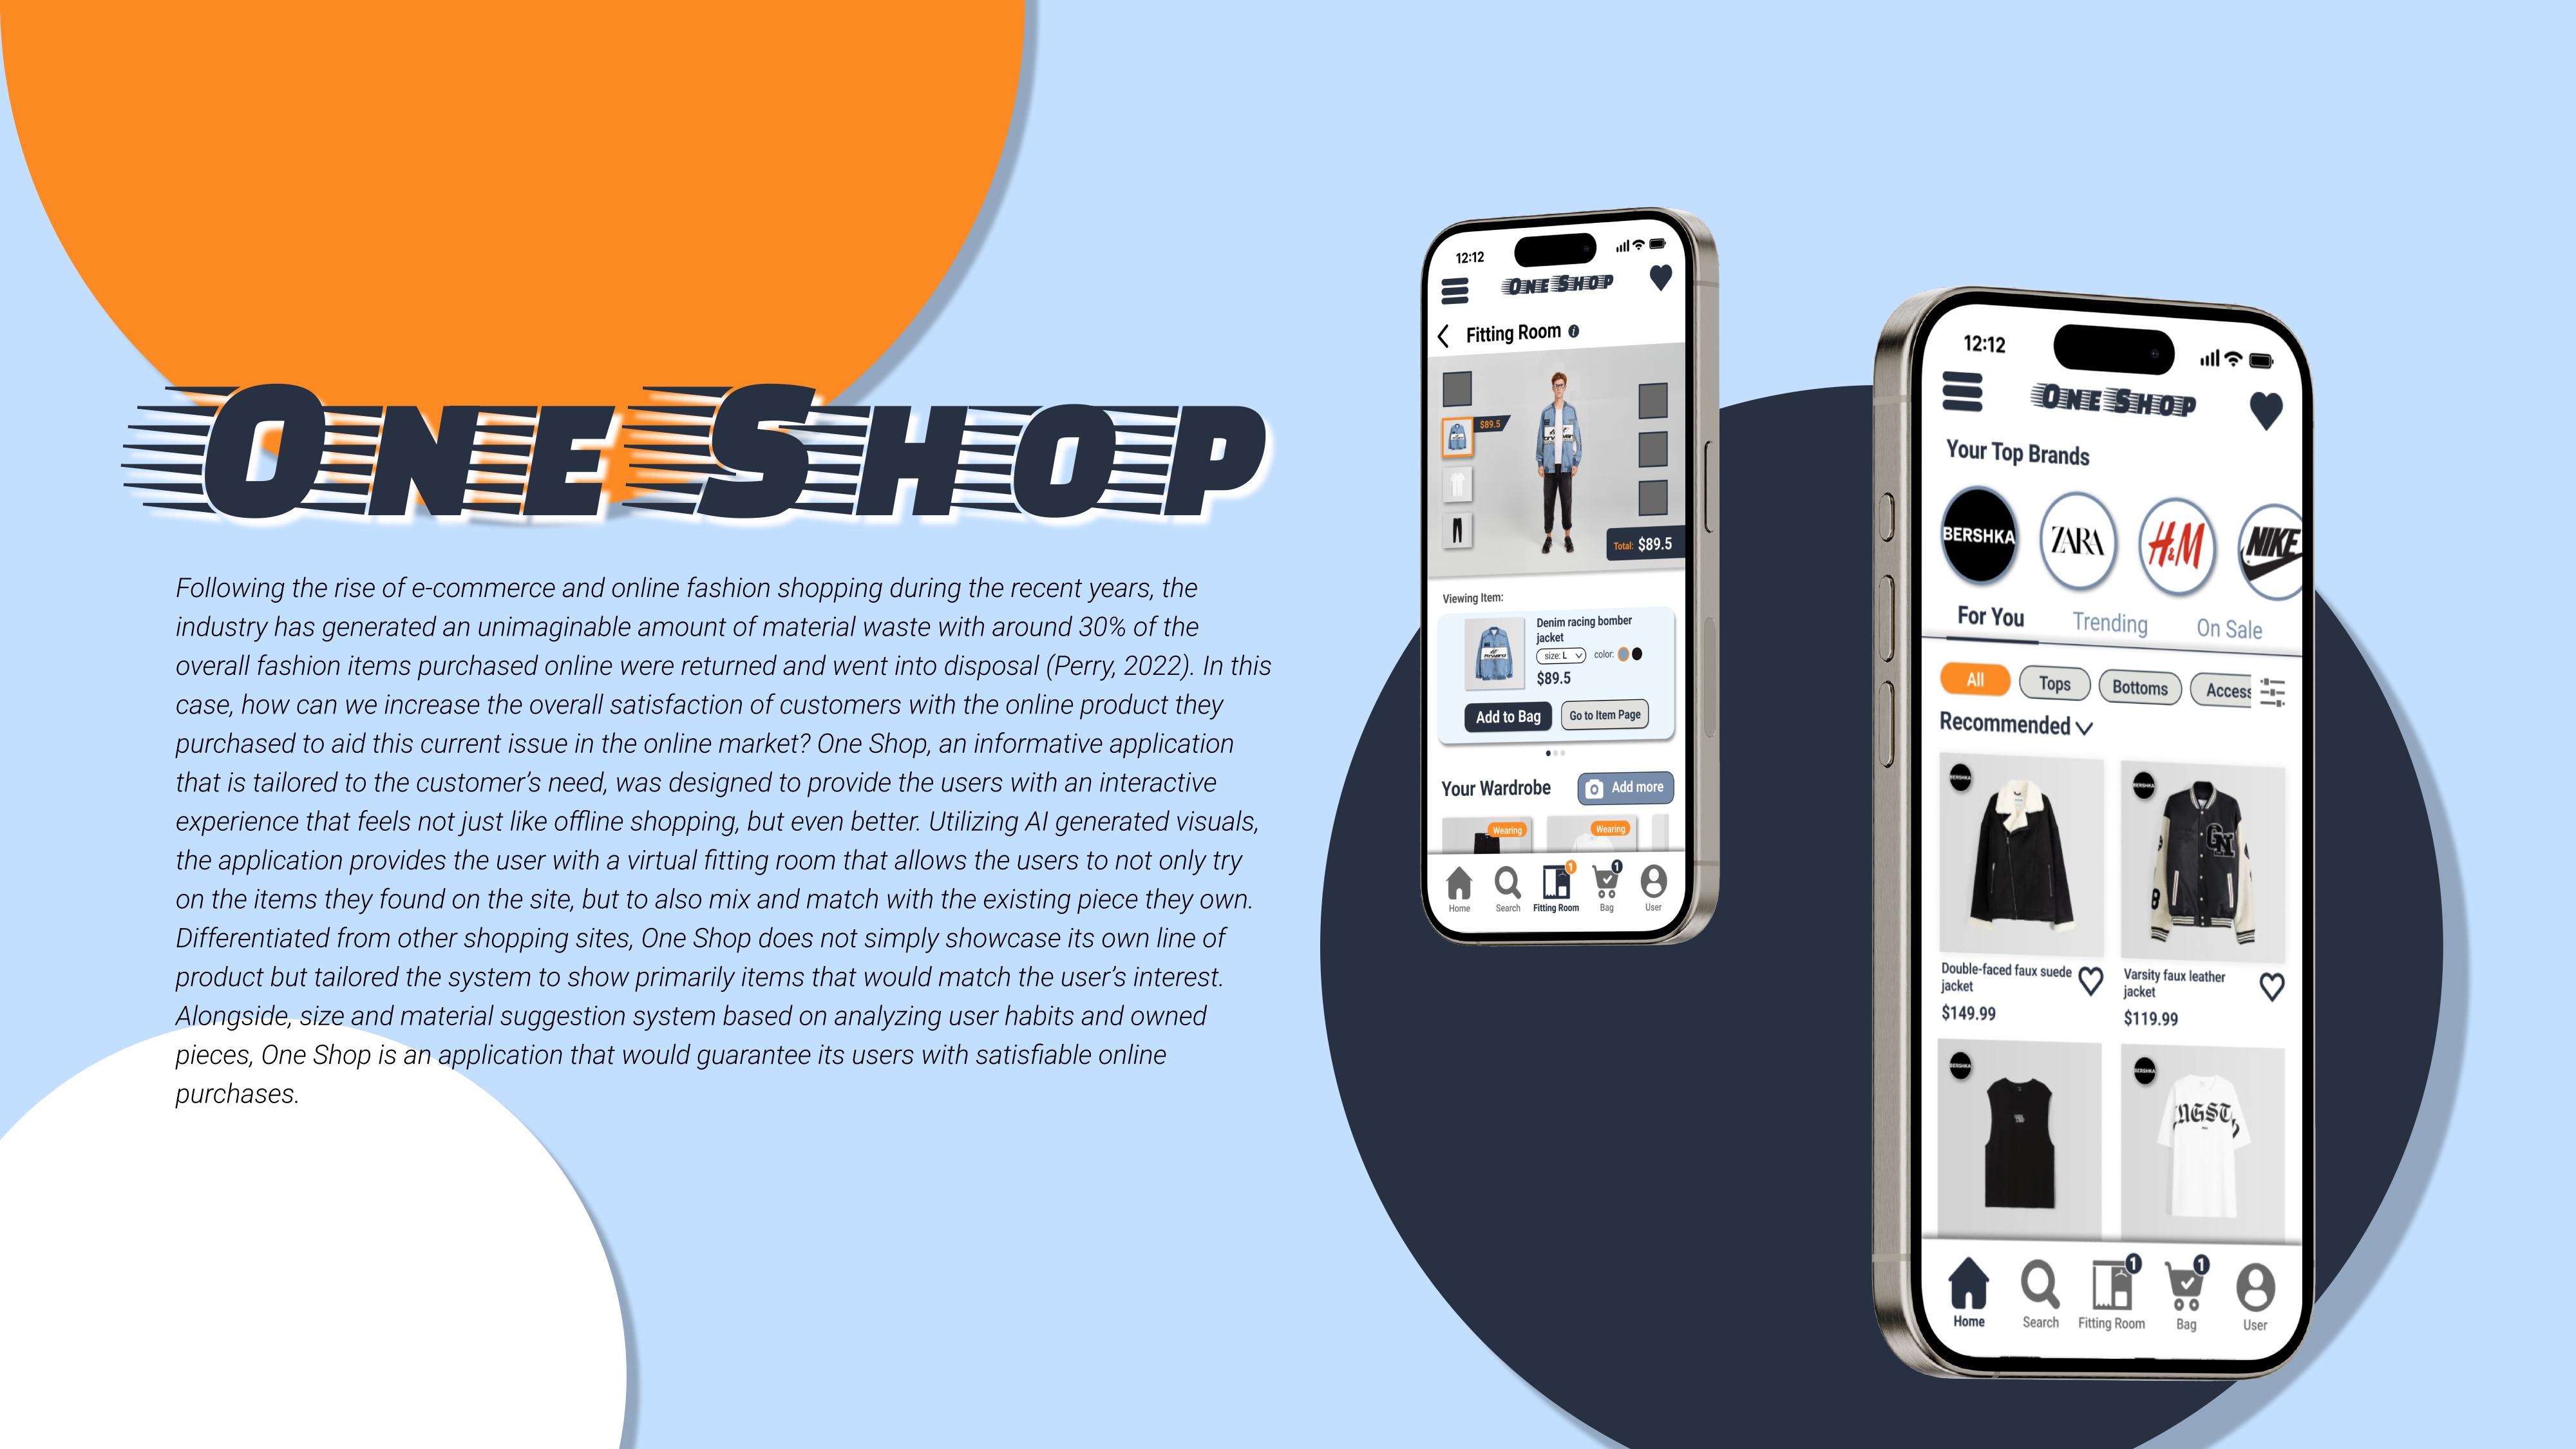 One Shop
Following the rise of e-commerce and online fashion shopping during the recent years, the
industry has generated an unimaginable amount of material waste with around 30% of the
overall fashion items purchased online were returned and went into disposal (Perry, 2022). In this
case, how can we increase the overall satisfaction of customers with the online product they
purchased to aid this current issue in the online market? One Shop, an informative application
that is tailored to the customer’s need, was designed to provide the users with an interactive
experience that feels not just like offline shopping, but even better. Utilizing AI generated visuals,
the application provides the user with a virtual fitting room that allows the users to not only try
on the items they found on the site, but to also mix and match with the existing piece they own.
Differentiated from other shopping sites, One Shop does not simply showcase its own line of
product but tailored the system to show primarily items that would match the user’s interest.
Alongside, size and material suggestion system based on analyzing user habits and owned
pieces, One Shop is an application that would guarantee its users with satisfiable online
purchases.
12:12
One Shop
Fitting Room i
$89.5
Total: $89.5
Viewing Item:
Denim racing bomber
jacket
size: L color:
$89.5
Add to Bag Go to Item Page
Your Wardrobe Add more
Wearing Wearing
1 1
Home Search Fitting Room Bag User
12:12
One Shop
Your Top Brands
BERSHKA ZARA H&M NIKE
For You Trending On Sale
All Tops Bottoms Access
Recommended
BERSHKA BERSHKA
Double-faced faux suede
jacket
$149.99
Varsity faux leather
jacket
$119.99
BERSHKA BERSHKA
1 1
Home Search Fitting Room Bag User